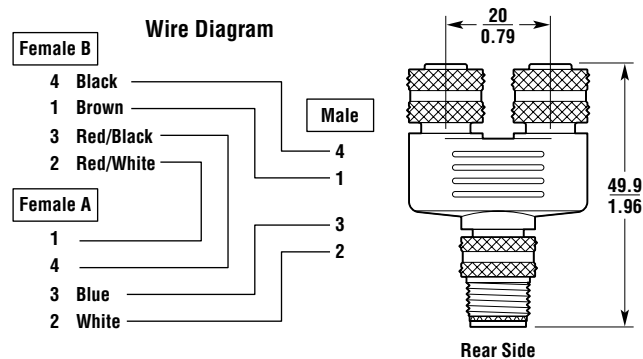 Wire Diagram
Female B
4 Black
1 Brown
3 Red/Black
2 Red/White
Female A
1
4
3 Blue
2 White
Male
4
1
3
2
20
0.79
49.9
1.96
Rear Side